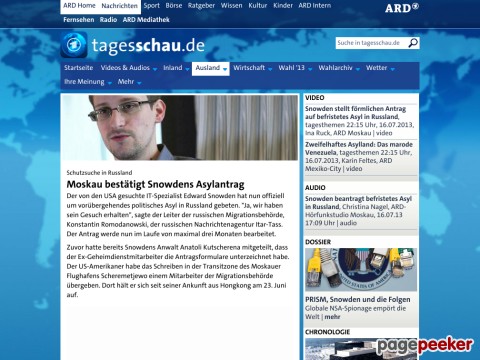 ARD Home Nachrichten Sport Börse Ratgeber Wissen Kultur Kinder ARD Intern
ARD
Fernsehen Radio ARD Mediathek
tagesschau.de
Suche in tagesschau.de
Startseite Videos & Audios Inland Ausland Wirtschaft Wahl '13 Wahlarchiv Wetter
Ihre Meinung Mehr
Schutzsuche in Russland
Moskau bestätigt Snowdens Asylantrag
Der von den USA gesuchte IT-Spezialist Edward Snowden hat nun offiziell
um vorübergehendes politisches Asyl in Russland gebeten. "Ja, wir haben
sein Gesuch erhalten", sagte der Leiter der russischen Migrationsbehörde,
Konstantin Romodanowski, der russischen Nachrichtenagentur Itar-Tass.
Der Antrag werde nun im Laufe von maximal drei Monaten bearbeitet.
Zuvor hatte bereits Snowdens Anwalt Anatoli Kutscherena mitgeteilt, dass
der Ex-Geheimdienstmitarbeiter die Antragsformulare unterzeichnet habe.
Der US-Amerikaner habe das Schreiben in der Transitzone des Moskauer
Flughafens Scheremetjewo einem Mitarbeiter der Migrationsbehörde
übergeben. Dort hält er sich seit seiner Ankunft aus Hongkong am 23. Juni
auf.
VIDEO
Snowden stellt förmlichen Antrag
auf befristetes Asyl in Russland,
tagesthemen 22:15 Uhr, 16.07.2013,
Ina Ruck, ARD Moskau | video
Zweifelhaftes Asylland: Das marode
Venezuela, tagesthemen 22:15 Uhr,
16.07.2013, Karin Feltes, ARD
Mexiko-City | video
AUDIO
Snowden beantragt befristetes Asyl
in Russland, Christina Nagel, ARD-
Hörfunkstudio Moskau, 16.07.13
17:09 Uhr | audio
DOSSIER
PRISM, Snowden und die Folgen
Globale NSA-Spionage empört die
Welt | mehr
CHRONOLOGIE
pagepeeker